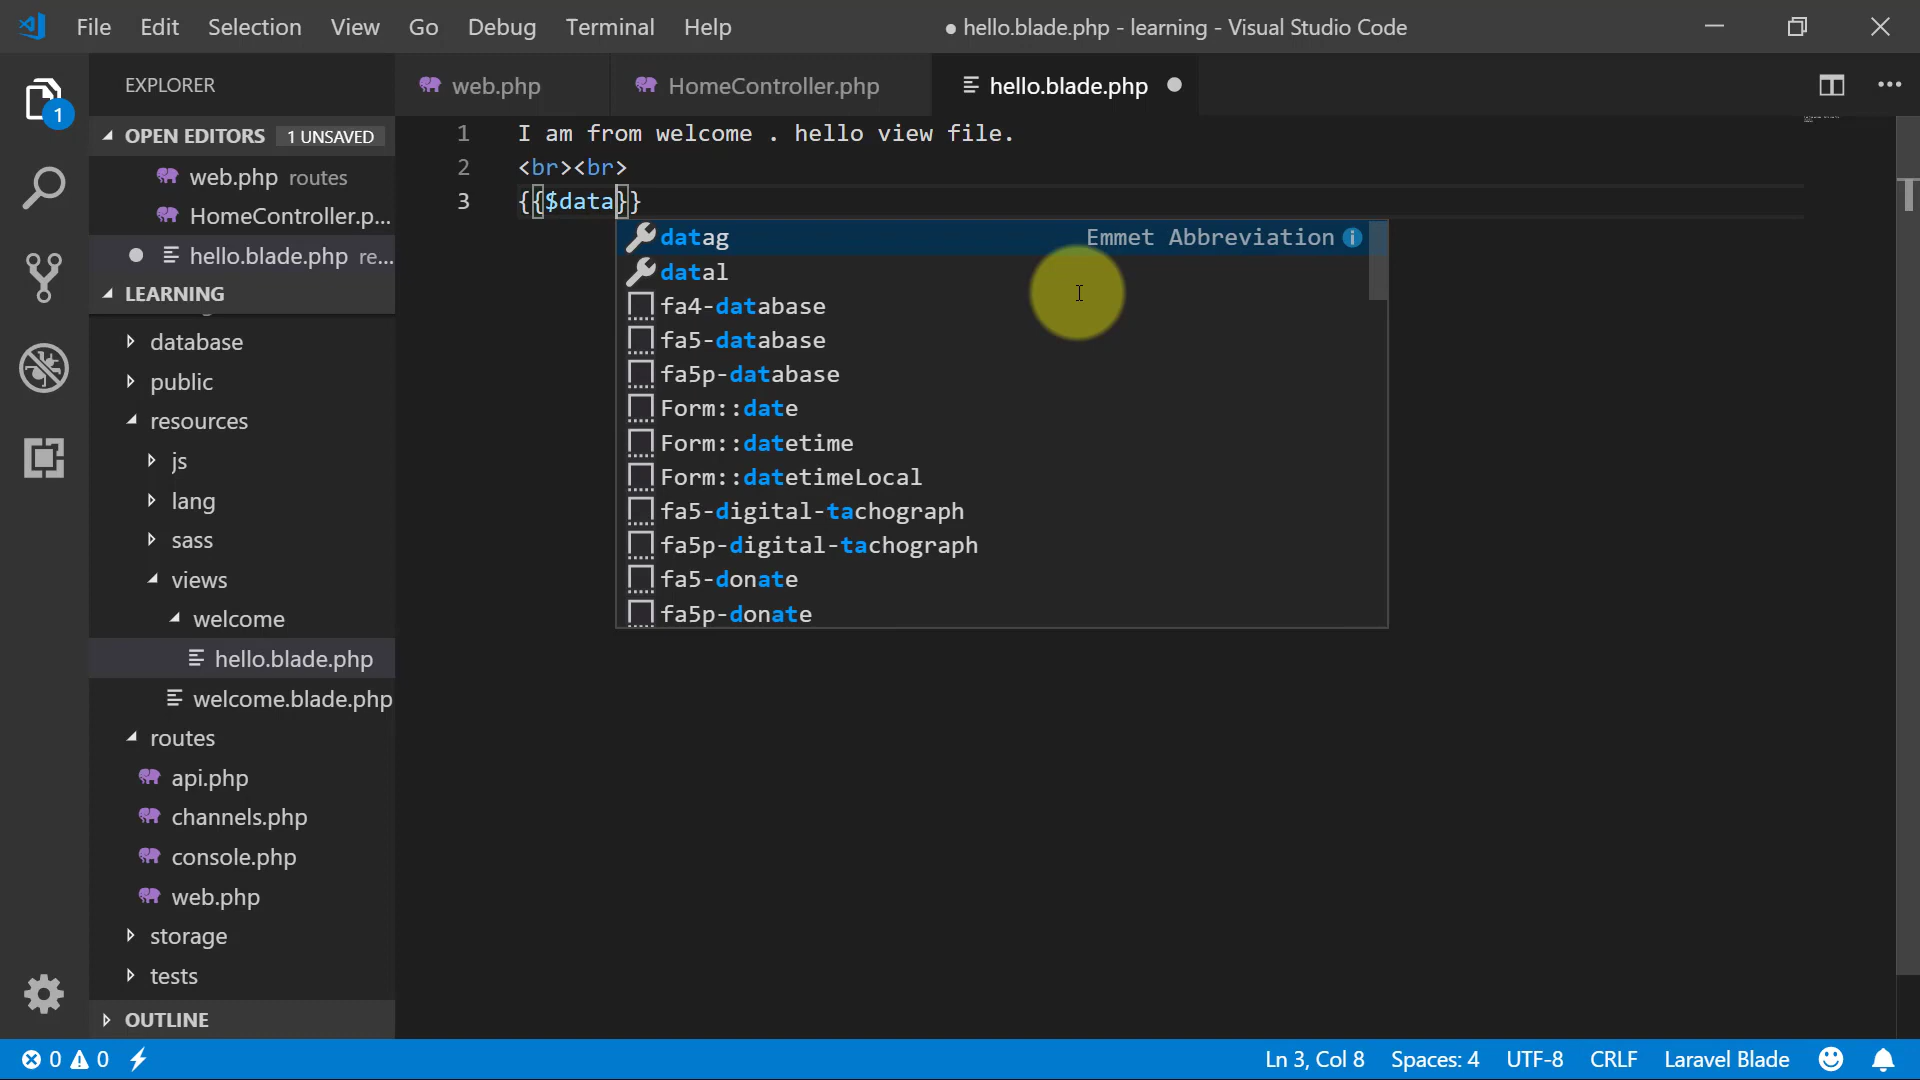 File Edit Selection View Go Debug Terminal Help
● hello.blade.php - learning - Visual Studio Code
1
EXPLORER
web.php
HomeController.php
hello.blade.php
OPEN EDITORS 1 UNSAVED
web.php routes
HomeController.p...
hello.blade.php re...
LEARNING
database
public
resources
js
lang
sass
views
welcome
hello.blade.php
welcome.blade.php
routes
api.php
channels.php
console.php
web.php
storage
tests
OUTLINE
1 I am from welcome . hello view file.
2 <br><br>
3 {{$data}}
datag Emmet Abbreviation
datal
fa4-database
fa5-database
fa5p-database
Form::date
Form::datetime
Form::datetimeLocal
fa5-digital-tachograph
fa5p-digital-tachograph
fa5-donate
fa5p-donate
0 0
Ln 3, Col 8 Spaces: 4 UTF-8 CRLF Laravel Blade